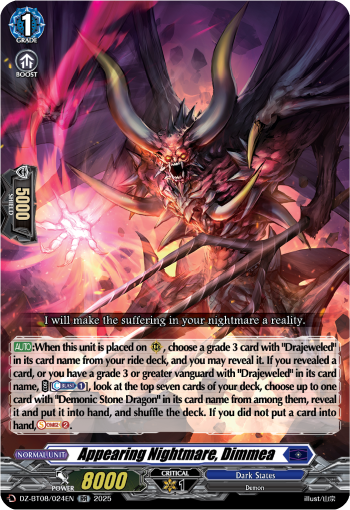 1
GRADE
BOOST
5000
SHIELD
I will make the suffering in your nightmare a reality.
AUTO:When this unit is placed on , choose a grade 3 card with "Drajeweled"
in its card name from your ride deck, and you may reveal it. If you revealed a
card, or you have a grade 3 or greater vanguard with "Drajeweled" in its card
name, [1], look at the top seven cards of your deck, choose up to one
card with "Demonic Stone Dragon" in its card name from among them, reveal
it and put it into hand, and shuffle the deck. If you did not put a card into
hand, 2.
NORMAL UNIT
Appearing Nightmare, Dimmea
POWER 8000
CRITICAL
1
Dark States
Demon
DZ-BT08/024EN RR 2025
illust/山宗